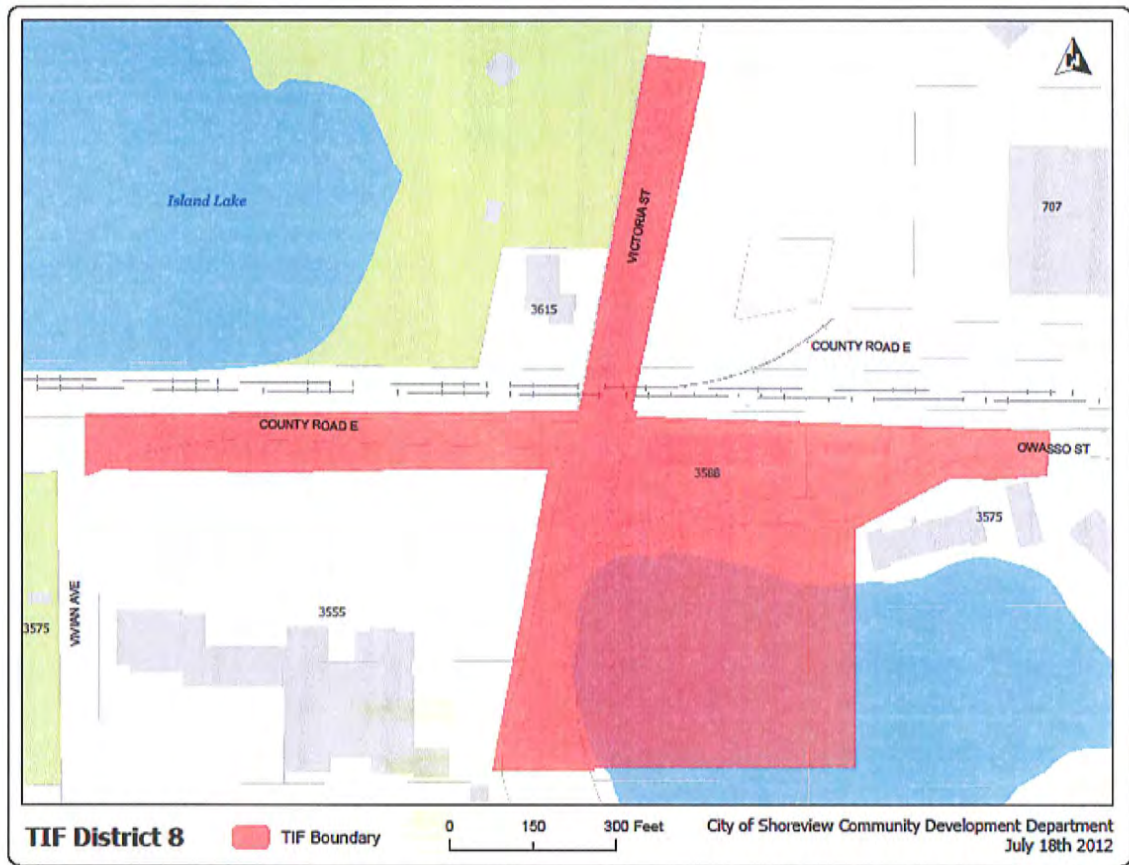 N
Island Lake
VICTORIA ST
707
3615
COUNTY ROAD E
COUNTY ROAD E
OWASSO ST
3588
3575
VIVIAN AVE
3555
3575
TIF District 8
TIF Boundary
0 150 300 Feet
City of Shoreview Community Development Department
July 18th 2012